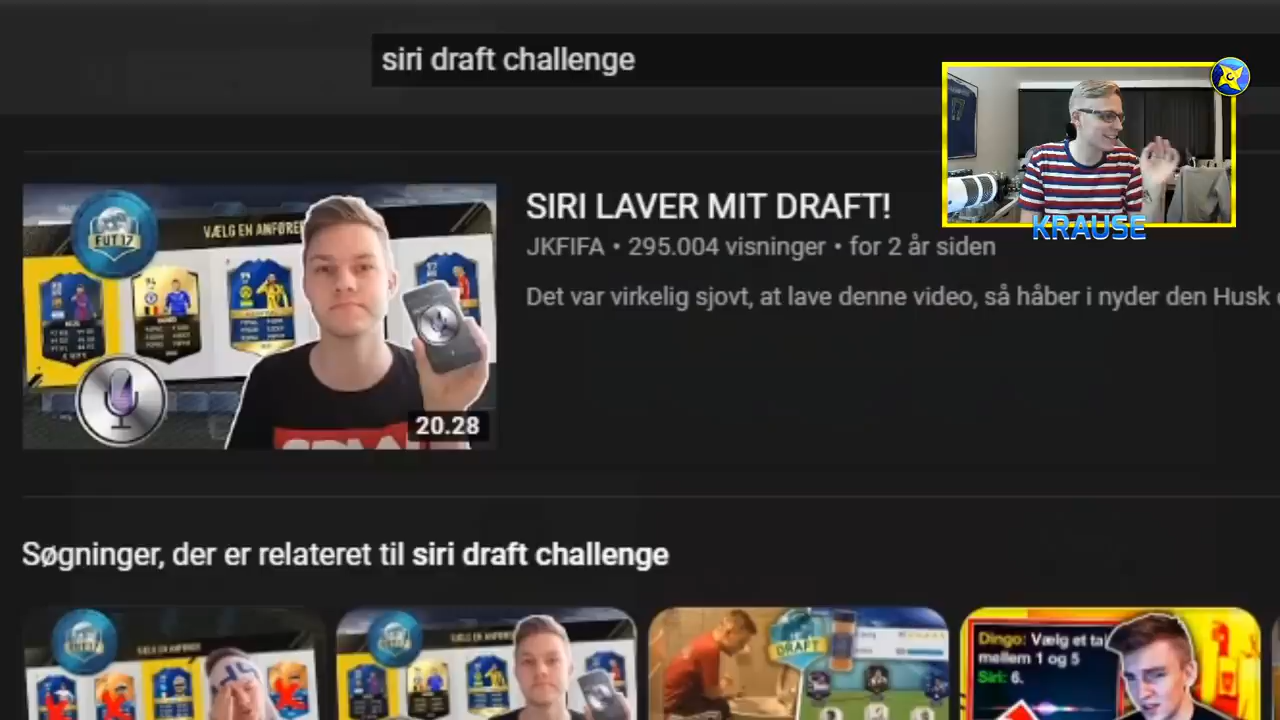 siri draft challenge
KRAUSE
FUT 17
VÆLG EN ANFØRER
20.28
SIRI LAVER MIT DRAFT!
JKFIFA • 295.004 visninger • for 2 år siden
Det var virkelig sjovt, at lave denne video, så håber i nyder den Husk
Søgninger, der er relateret til siri draft challenge
DRAFT
Dingo: Vælg et tal
mellem 1 og 5
Siri: 6.